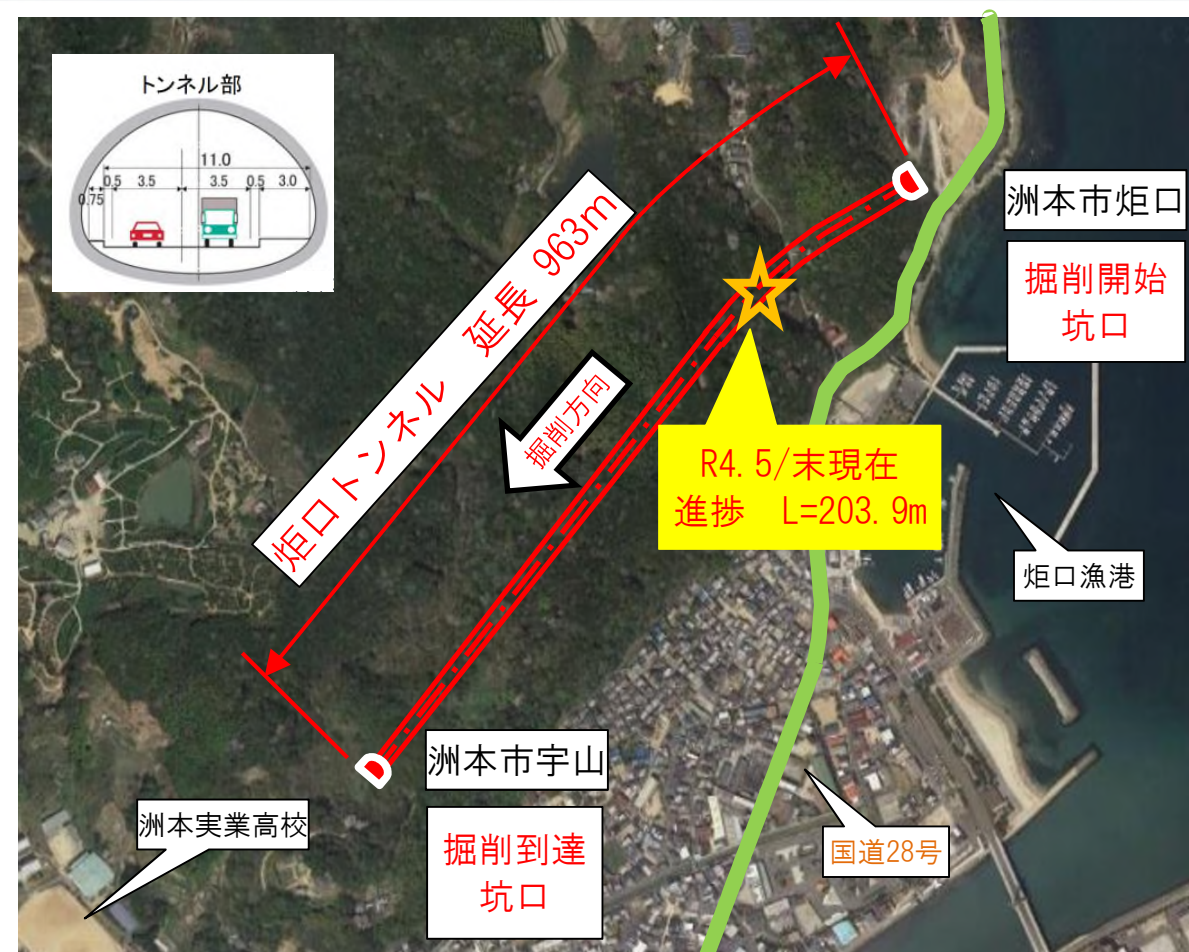 トンネル部
11.0
0.5 3.5 3.5 0.5 3.0
0.75
炬口トンネル 延長 963m
掘削方向
洲本市炬口
掘削開始
坑口
R4.5/末現在
進捗 L=203.9m
炬口漁港
洲本市宇山
掘削到達
坑口
洲本実業高校
国道28号